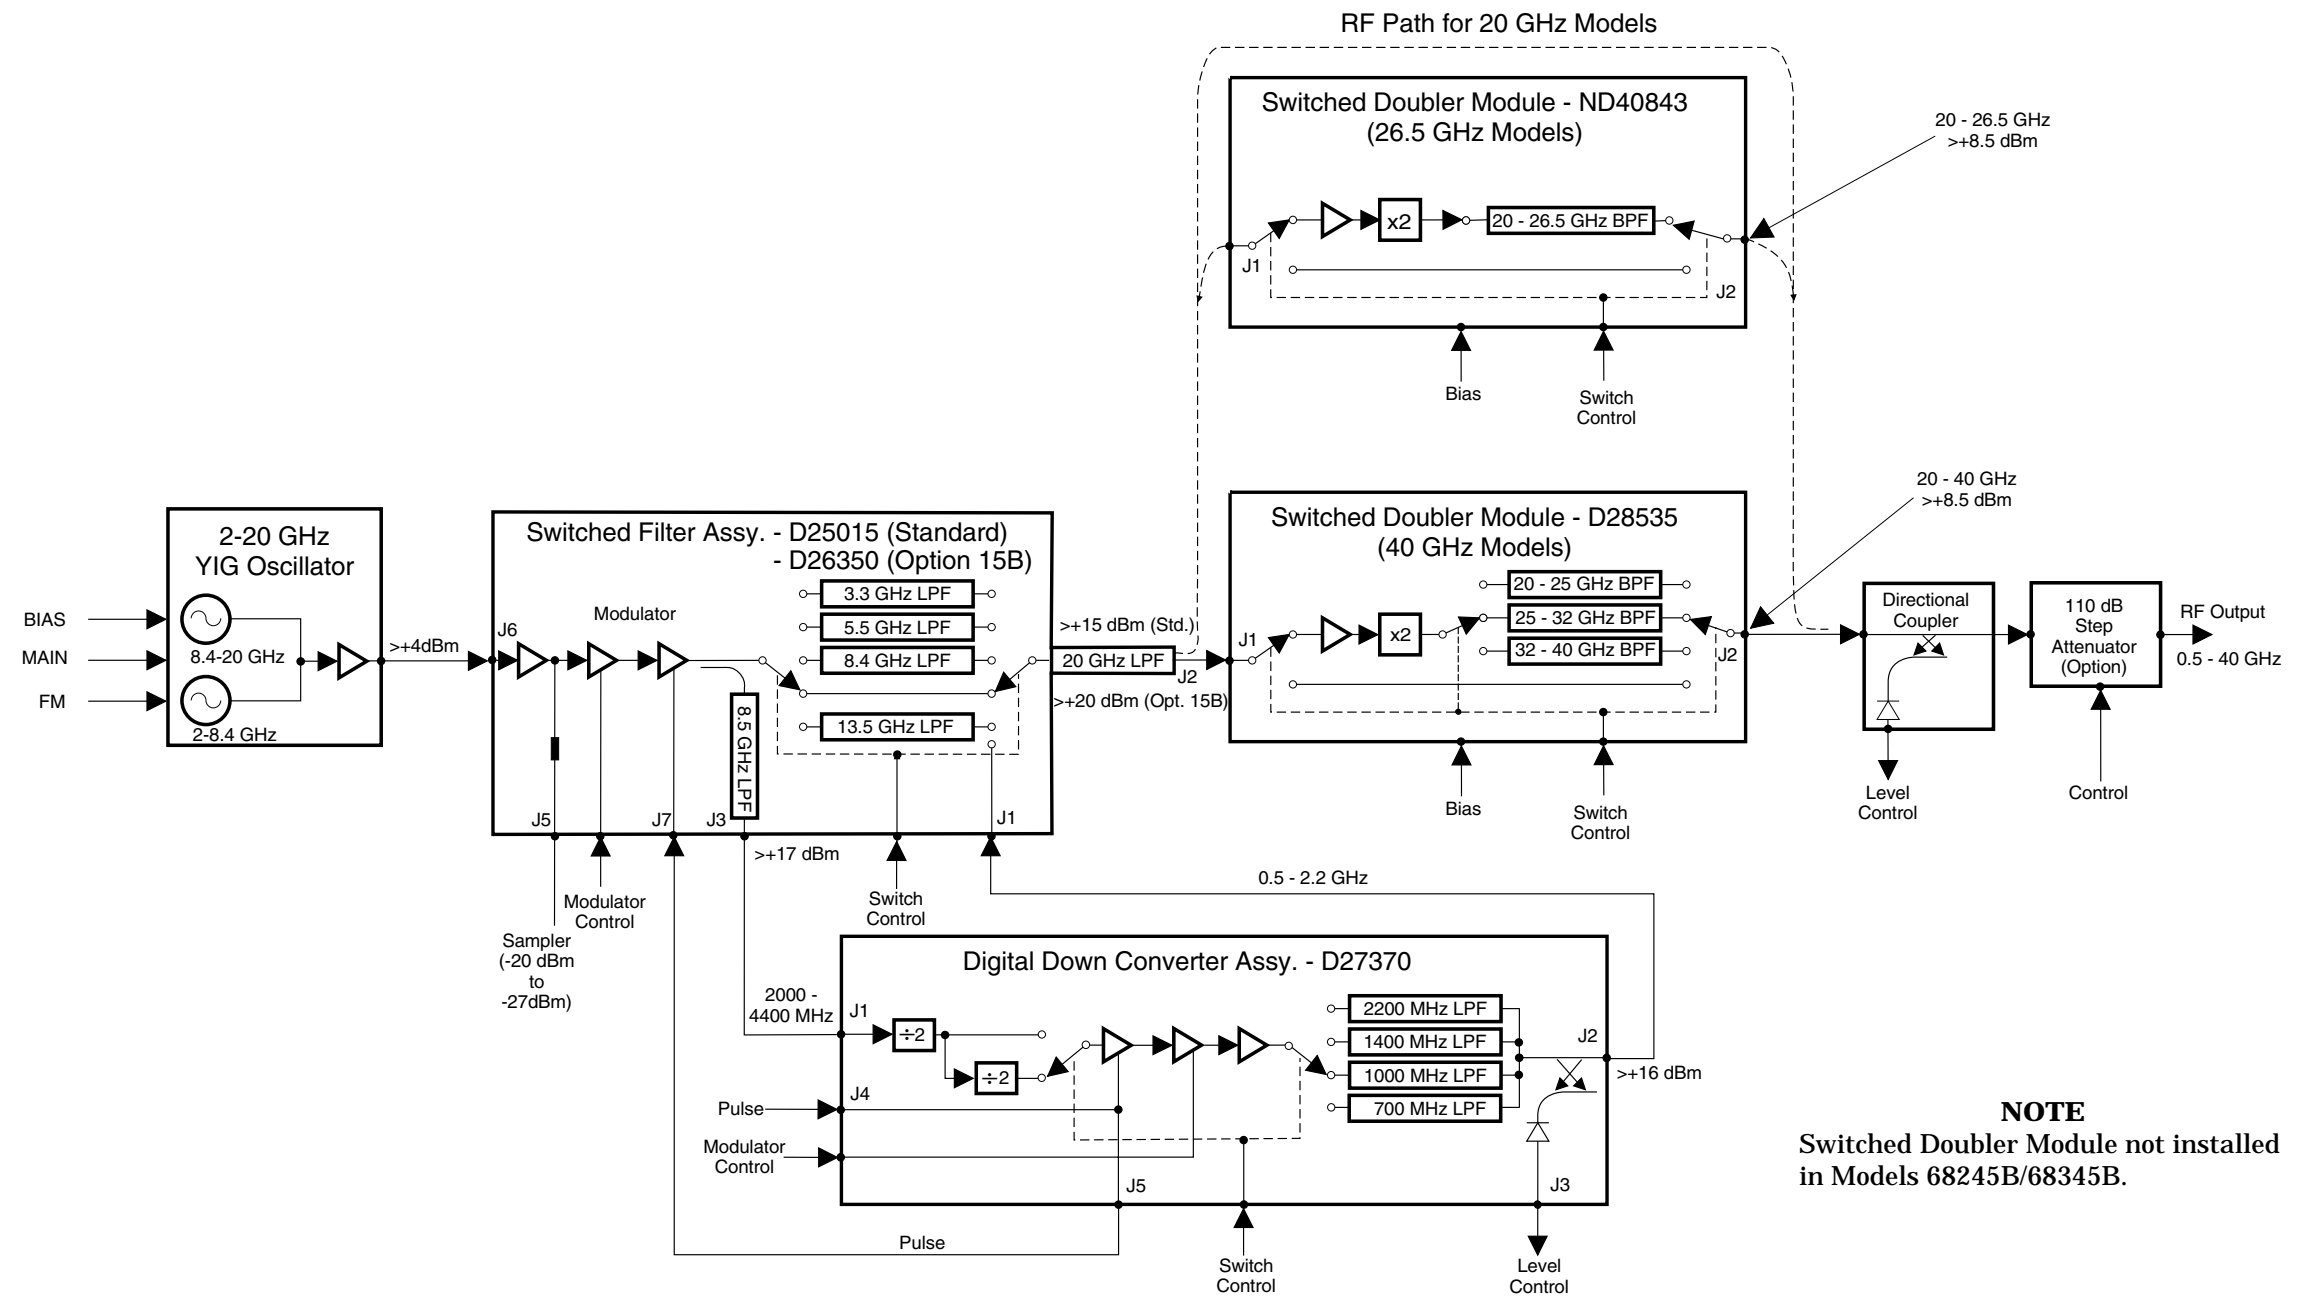 RF Path for 20 GHz Models
Switched Doubler Module - ND40843
(26.5 GHz Models)
20 - 26.5 GHz
>+8.5 dBm
x2
20 - 26.5 GHz BPF
J1
J2
Bias
Switch
Control
2-20 GHz
YIG Oscillator
BIAS
MAIN
FM
8.4-20 GHz
2-8.4 GHz
>+4dBm
Switched Filter Assy. - D25015 (Standard)
- D26350 (Option 15B)
J6
Modulator
3.3 GHz LPF
5.5 GHz LPF
8.4 GHz LPF
13.5 GHz LPF
8.5 GHz LPF
J5
J7
J3
J1
>+15 dBm (Std.)
20 GHz LPF
J2
>+20 dBm (Opt. 15B)
Switched Doubler Module - D28535
(40 GHz Models)
20 - 40 GHz
>+8.5 dBm
J1
x2
20 - 25 GHz BPF
25 - 32 GHz BPF
32 - 40 GHz BPF
J2
Bias
Switch
Control
Directional
Coupler
Level
Control
110 dB
Step
Attenuator
(Option)
Control
RF Output
0.5 - 40 GHz
>+17 dBm
Modulator
Control
Sampler
(-20 dBm
to
-27dBm)
Switch
Control
0.5 - 2.2 GHz
Digital Down Converter Assy. - D27370
2000 -
4400 MHz
J1
÷2
÷2
2200 MHz LPF
1400 MHz LPF
1000 MHz LPF
700 MHz LPF
J2
>+16 dBm
Pulse
J4
Modulator
Control
J5
J3
Pulse
Switch
Control
Level
Control
NOTE
Switched Doubler Module not installed
in Models 68245B/68345B.